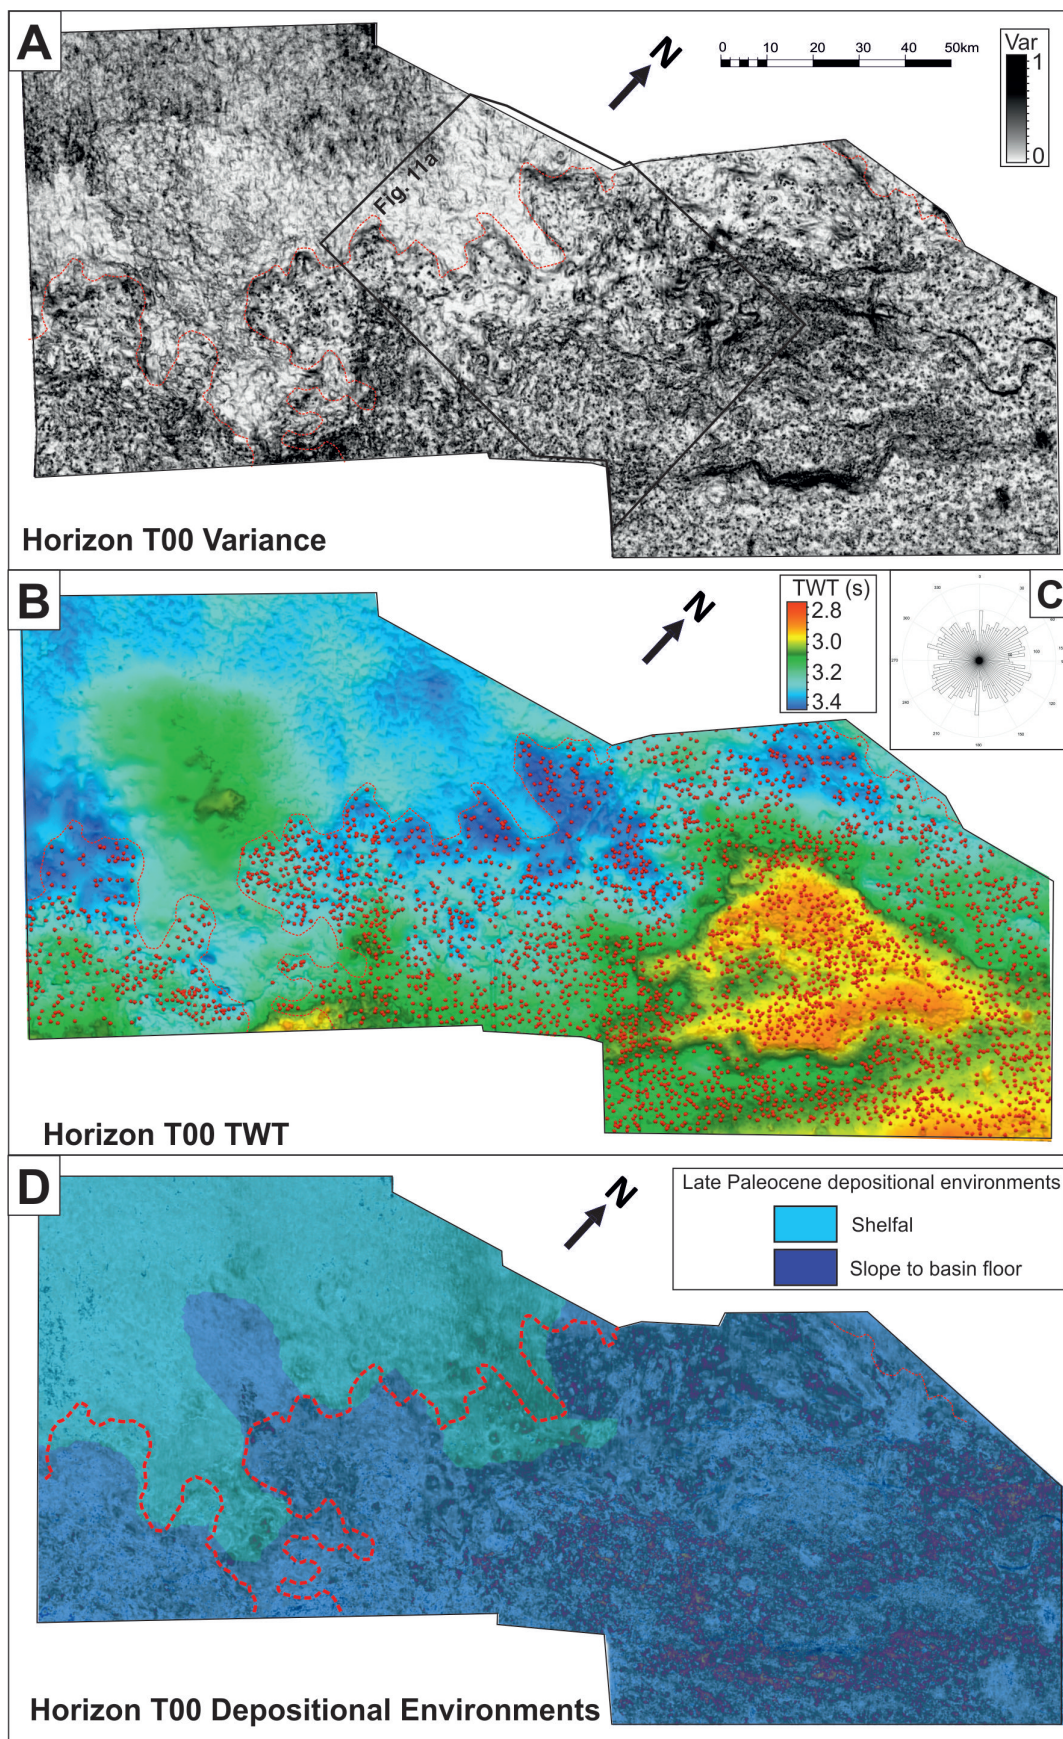 A
N
0 10 20 30 40 50km
Var
1
0
Fig. 11a
Horizon T00 Variance
B
N
TWT (s)
2.8
3.0
3.2
3.4
C
Horizon T00 TWT
D
N
Late Paleocene depositional environments
Shelfal
Slope to basin floor
Horizon T00 Depositional Environments